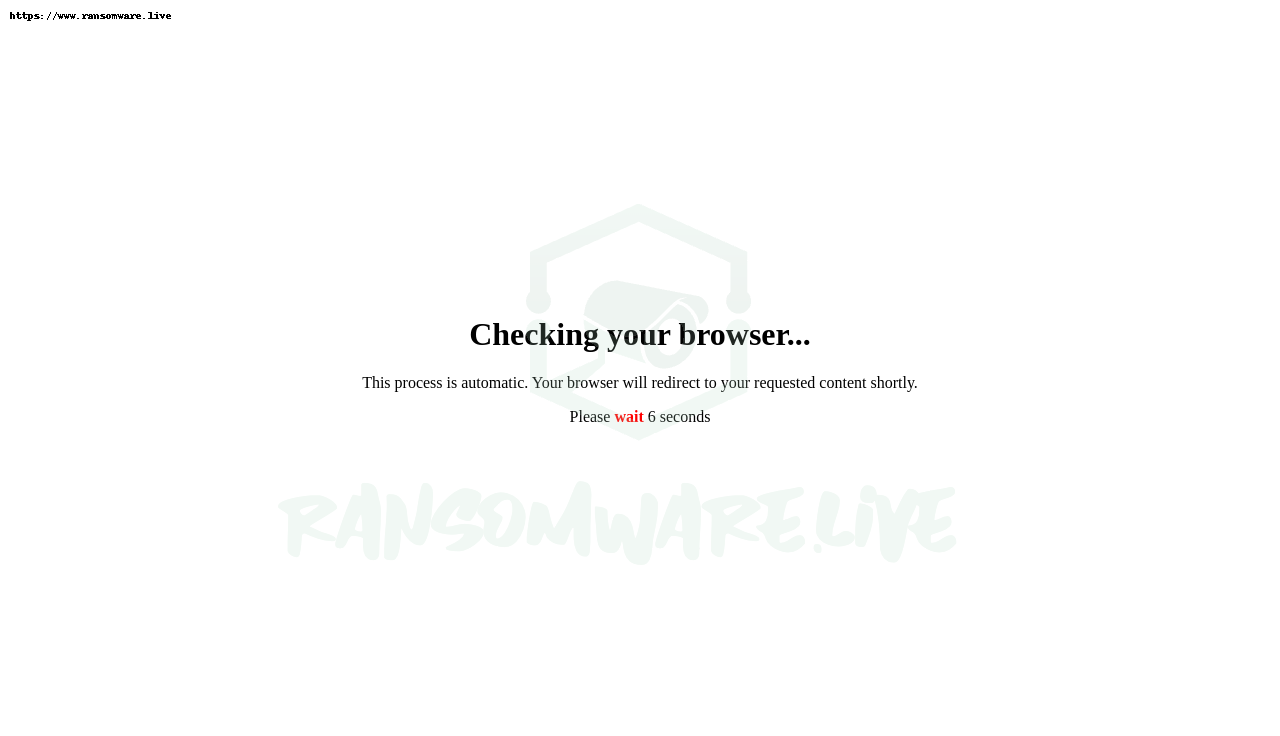 https://www.ransomware.live
Checking your browser...
This process is automatic. Your browser will redirect to your requested content shortly.
Please wait 6 seconds
RANSOMWARE.LIVE